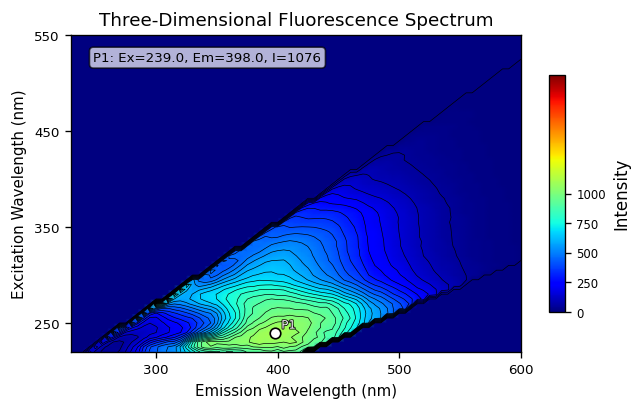 Three-Dimensional Fluorescence Spectrum
550
P1: Ex=239.0, Em=398.0, I=1076
450
350
250
Excitation Wavelength (nm)
P1
300
400
500
600
Emission Wavelength (nm)
1000
750
500
250
0
Intensity